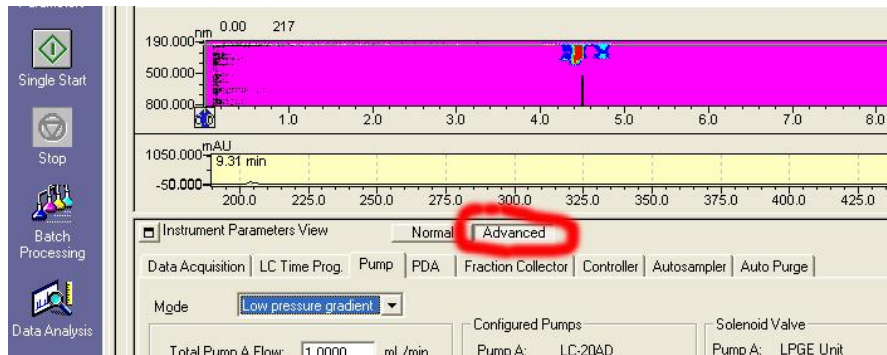 nm 0.00 217
190.000
500.000
800.000
0.0 1.0 2.0 3.0 4.0 5.0 6.0 7.0 8.0
mAU
1050.000
9.31 min
-50.000
200.0 225.0 250.0 275.0 300.0 325.0 350.0 375.0 400.0 425.0
Single Start
Stop
Batch
Processing
Data Analysis
Instrument Parameters View Normal Advanced
Data Acquisition LC Time Prog. Pump PDA Fraction Collector Controller Autosampler Auto Purge
Mode Low pressure gradient
Configured Pumps Solenoid Valve
Total Pump A Flow: 1.0000 mL/min Pump A: LC-20AD Pump A: LPGE Unit